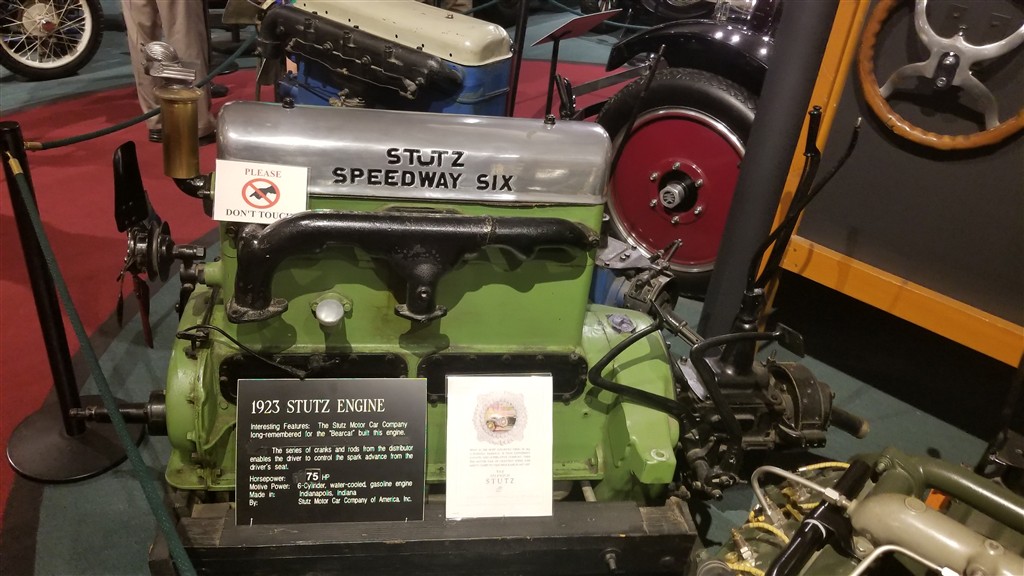 STUTZ
SPEEDWAY SIX
PLEASE
DON'T TOUCH
1923 STUTZ ENGINE
Interesting Features: The Stutz Motor Car Company
long-remembered for the "Bearcat" built this engine.
The series of cranks and rods from the distributor
enables the driver to control the spark advance from the
driver's seat.
Horsepower: 75 HP
Motive Power: 6-Cylinder, water-cooled, gasoline engine
Made in: Indianapolis, Indiana
By: Stutz Motor Car Company of America, Inc.
STUTZ